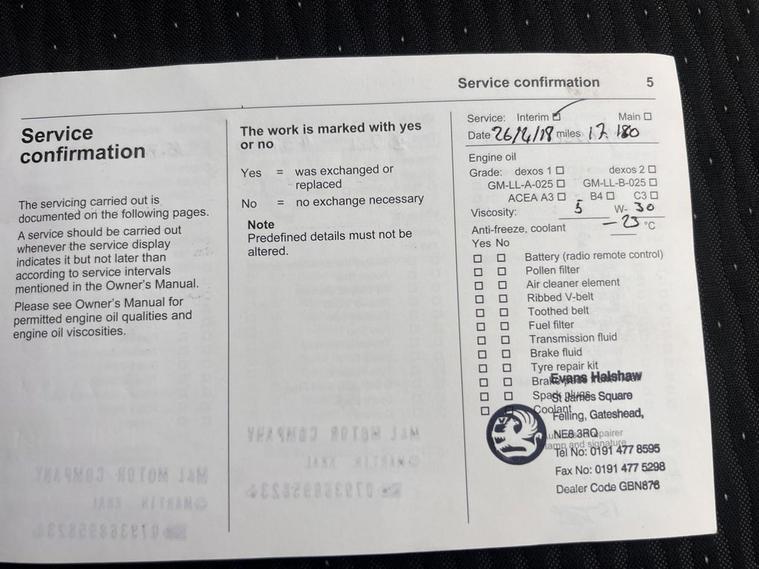 Service confirmation 5
Service
confirmation
The servicing carried out is
documented on the following pages.
A service should be carried out
whenever the service display
indicates it but not later than
according to service intervals
mentioned in the Owner's Manual.
Please see Owner's Manual for
permitted engine oil qualities and
engine oil viscosities.
The work is marked with yes
or no
Yes = was exchanged or
replaced
No = no exchange necessary
Note
Predefined details must not be
altered.
Service: Interim ☑ Main ☐
Date 26/4/18 miles 17 180
Engine oil
Grade: dexos 1 ☐ dexos 2 ☐
GM-LL-A-025 ☐ GM-LL-B-025 ☐
ACEA A3 ☐ B4 ☐ C3 ☐
Viscosity: 5 W- 30
Anti-freeze, coolant -23 °C
Yes No
☐ ☐ Battery (radio remote control)
☐ ☐ Pollen filter
☐ ☐ Air cleaner element
☐ ☐ Ribbed V-belt
☐ ☐ Toothed belt
☐ ☐ Fuel filter
☐ ☐ Transmission fluid
☐ ☐ Brake fluid
☐ ☐ Tyre repair kit
☐ ☐ Brake
☐ ☐ Spark plugs
☐ ☐ Coolant
Evans Halshaw
St James Square
Felling, Gateshead,
NE8 3RQ
Tel No: 0191 477 8595
Fax No: 0191 477 5298
Dealer Code GBN876
and signature